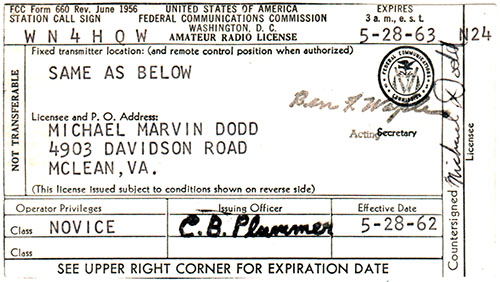 FCC Form 660 Rev. June 1956 UNITED STATES OF AMERICA EXPIRES
STATION CALL SIGN FEDERAL COMMUNICATIONS COMMISSION 3 a.m., e.s.t.
WASHINGTON, D. C.
WN4HOW AMATEUR RADIO LICENSE 5-28-63 N24
Fixed transmitter location: (and remote control position when authorized)
SAME AS BELOW
FEDERAL COMMUNICATIONS COMMISSION
Ben F. Waple
Acting Secretary
NOT TRANSFERABLE
Licensee and P. O. Address:
MICHAEL MARVIN DODD
4903 DAVIDSON ROAD
MCLEAN,VA.
(This license issued subject to conditions shown on reverse side)
Countersigned Michael Dodd
Licensee
Operator Privileges Issuing Officer Effective Date
Class NOVICE C.B. Plummer 5-28-62
Class
SEE UPPER RIGHT CORNER FOR EXPIRATION DATE